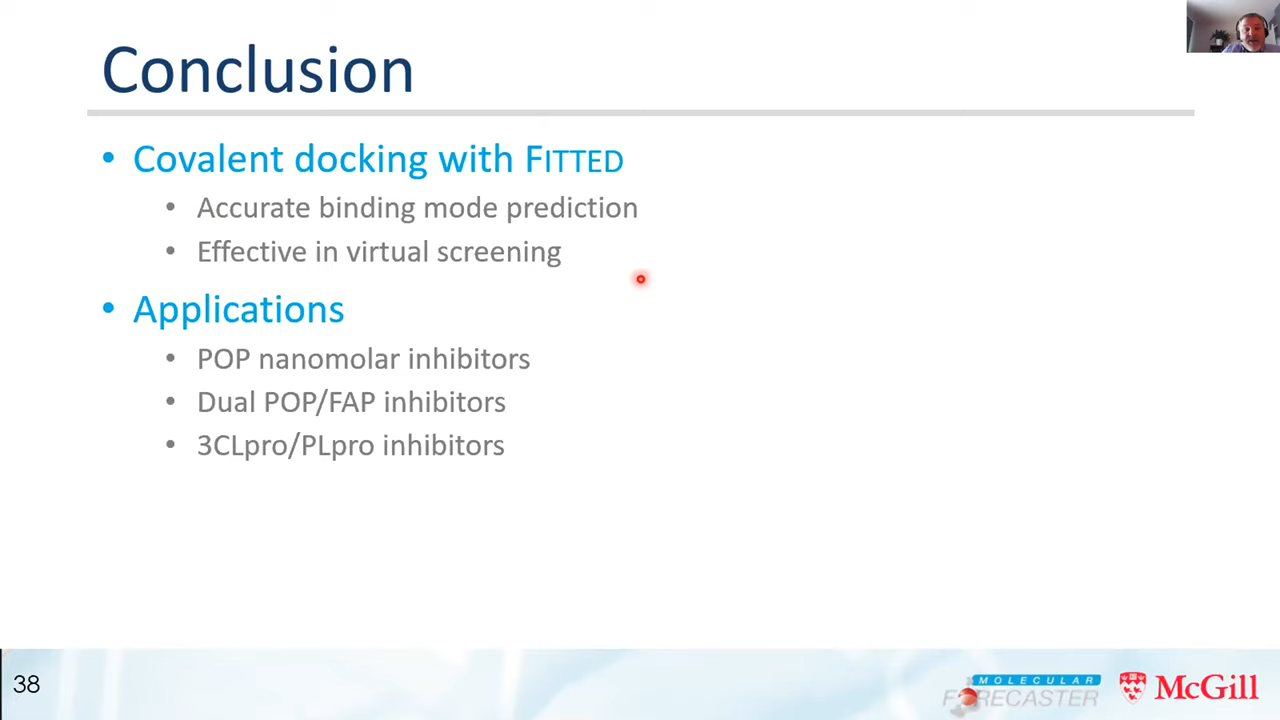 Conclusion
• Covalent docking with FITTED
• Accurate binding mode prediction
• Effective in virtual screening
• Applications
• POP nanomolar inhibitors
• Dual POP/FAP inhibitors
• 3CLpro/PLpro inhibitors
38
MOLECULAR
FORECASTER
McGill